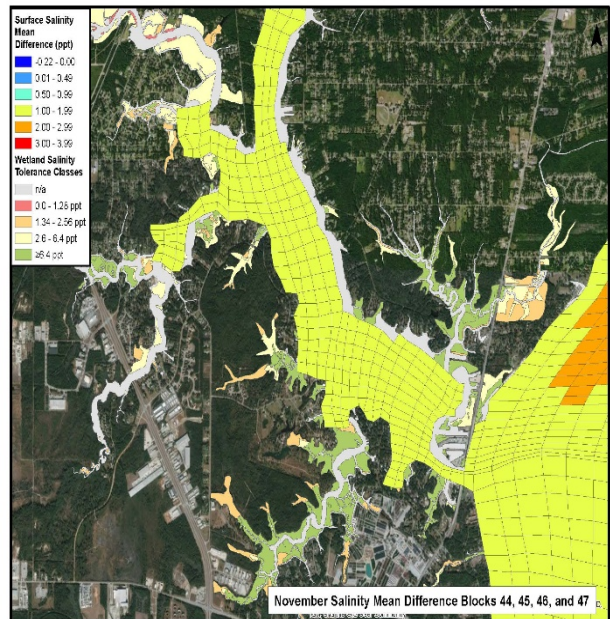 Surface Salinity
Mean
Difference (ppt)
-0.22 - 0.00
0.01 - 0.49
0.50 - 0.99
1.00 - 1.99
2.00 - 2.99
3.00 - 3.99
Wetland Salinity
Tolerance Classes
n/a
0.0 - 1.28 ppt
1.34 - 2.56 ppt
2.6 - 6.4 ppt
≥6.4 ppt
November Salinity Mean Difference Blocks 44, 45, 46, and 47